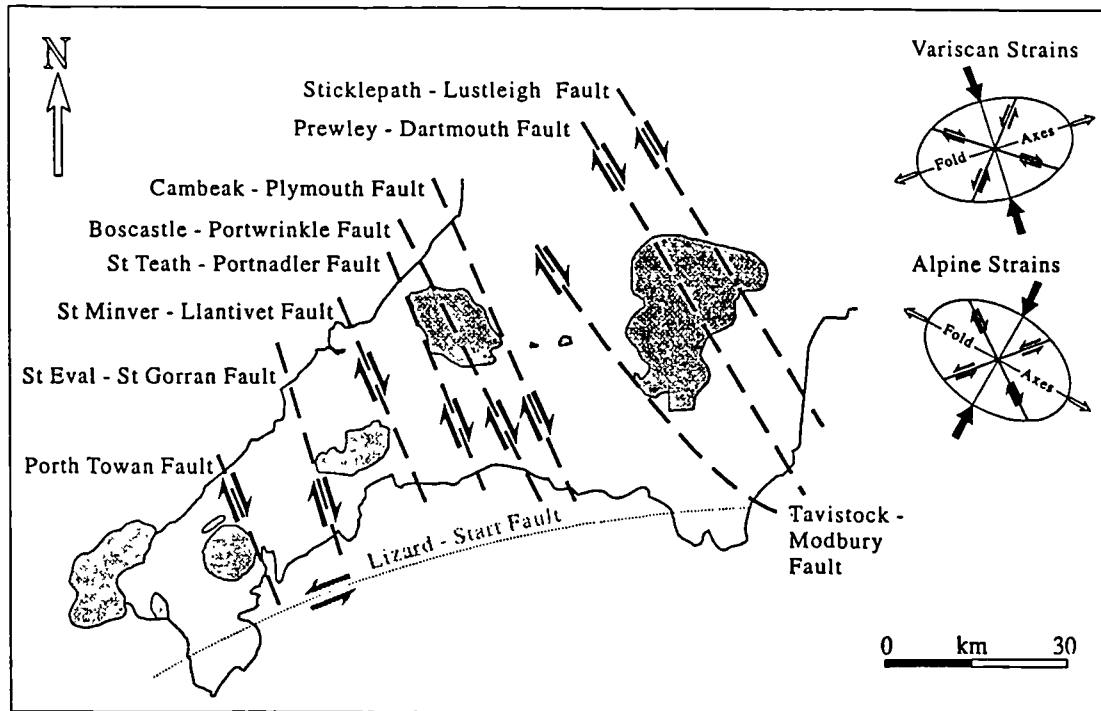 N
Sticklepath - Lustleigh Fault
Prewley - Dartmouth Fault
Cambeak - Plymouth Fault
Boscastle - Portwrinkle Fault
St Teath - Portnadler Fault
St Minver - Llantivet Fault
St Eval - St Gorran Fault
Porth Towan Fault
Lizard - Start Fault
Tavistock -
Modbury
Fault
Variscan Strains
Fold Axes
Alpine Strains
Fold Axes
0 km 30